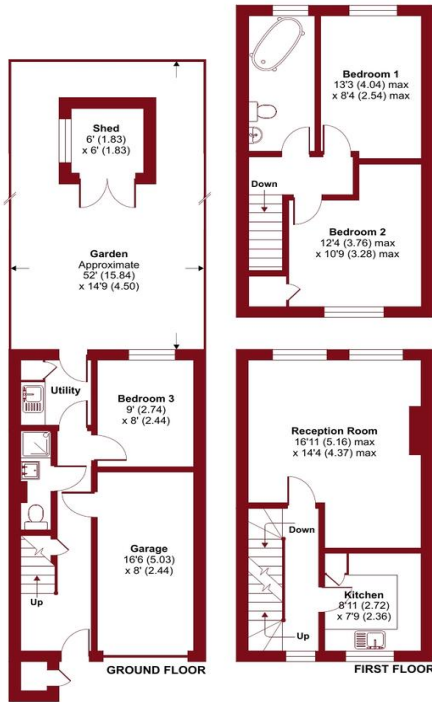 Shed
6' (1.83)
x 6' (1.83)
Garden
Approximate
52' (15.84)
x 14'9 (4.50)
Utility
Bedroom 3
9' (2.74)
x 8' (2.44)
Garage
16'6 (5.03)
x 8' (2.44)
Up
GROUND FLOOR
Bedroom 1
13'3 (4.04) max
x 8'4 (2.54) max
Down
Bedroom 2
12'4 (3.76) max
x 10'9 (3.28) max
Reception Room
16'11 (5.16) max
x 14'4 (4.37) max
Down
Kitchen
8'11 (2.72)
x 7'9 (2.36)
Up
FIRST FLOOR